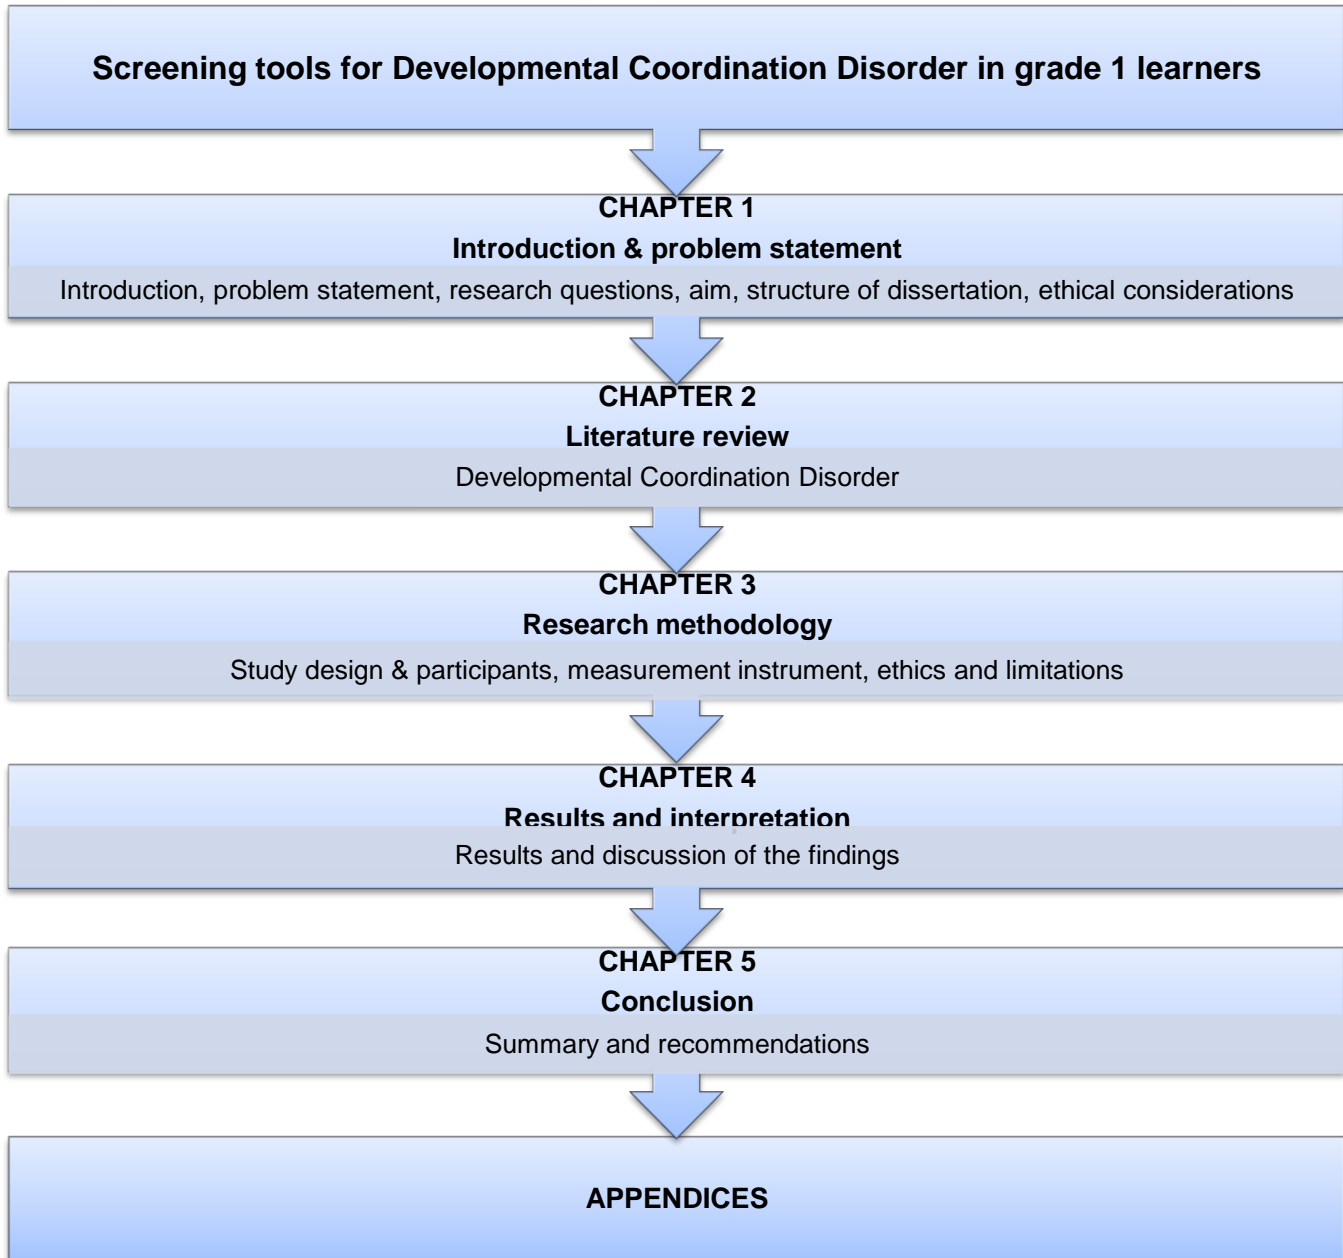 Screening tools for Developmental Coordination Disorder in grade 1 learners
CHAPTER 1
Introduction & problem statement
Introduction, problem statement, research questions, aim, structure of dissertation, ethical considerations
CHAPTER 2
Literature review
Developmental Coordination Disorder
CHAPTER 3
Research methodology
Study design & participants, measurement instrument, ethics and limitations
CHAPTER 4
Results and interpretation
Results and discussion of the findings
CHAPTER 5
Conclusion
Summary and recommendations
APPENDICES